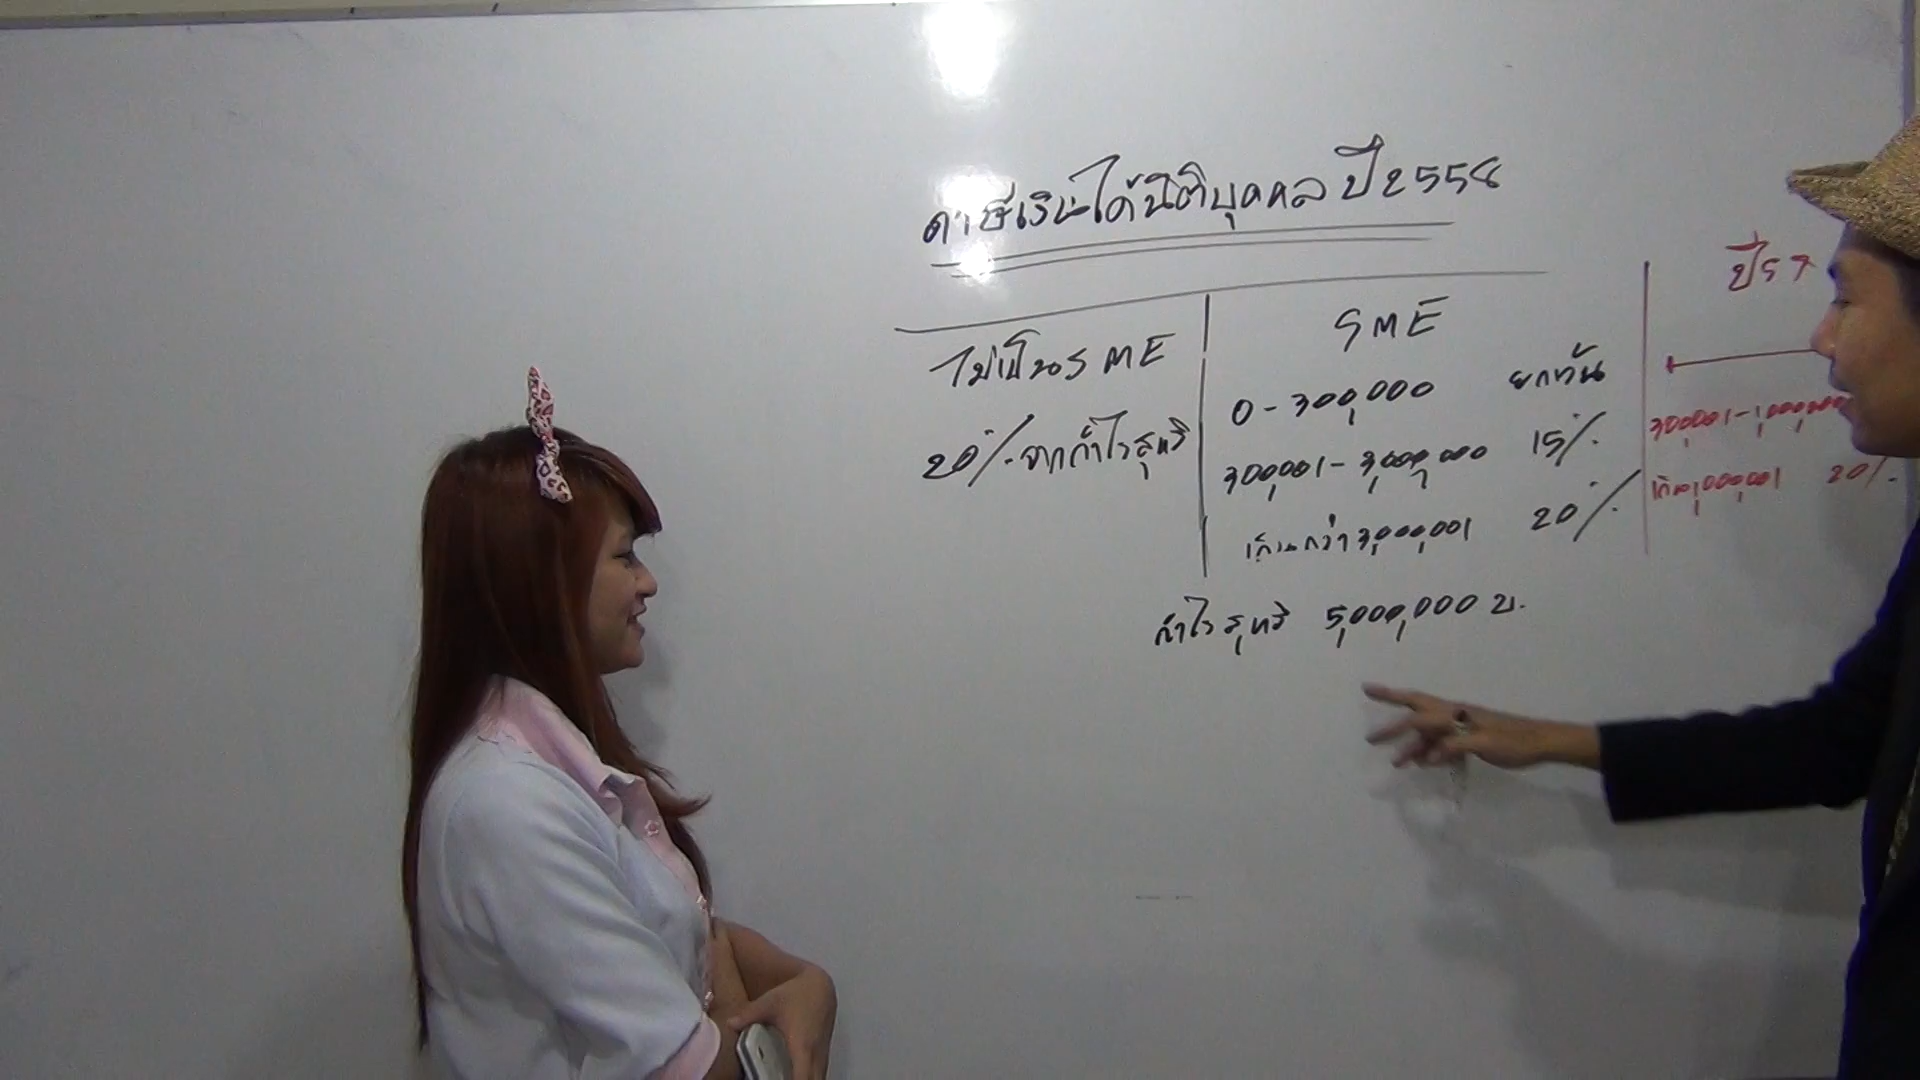 ภาษีเงินได้นิติบุคคล ปี 2558
ไม่เป็น SME
20% จากกำไรสุทธิ
SME
0 - 300,000 ยกเว้น
300,001 - 3,000,000 15%
เกินกว่า 3,000,001 20%
กำไรสุทธิ 5,000,000 บ.
ปี 57
300,001 - 1,000,000
เกิน 1,000,001 20%